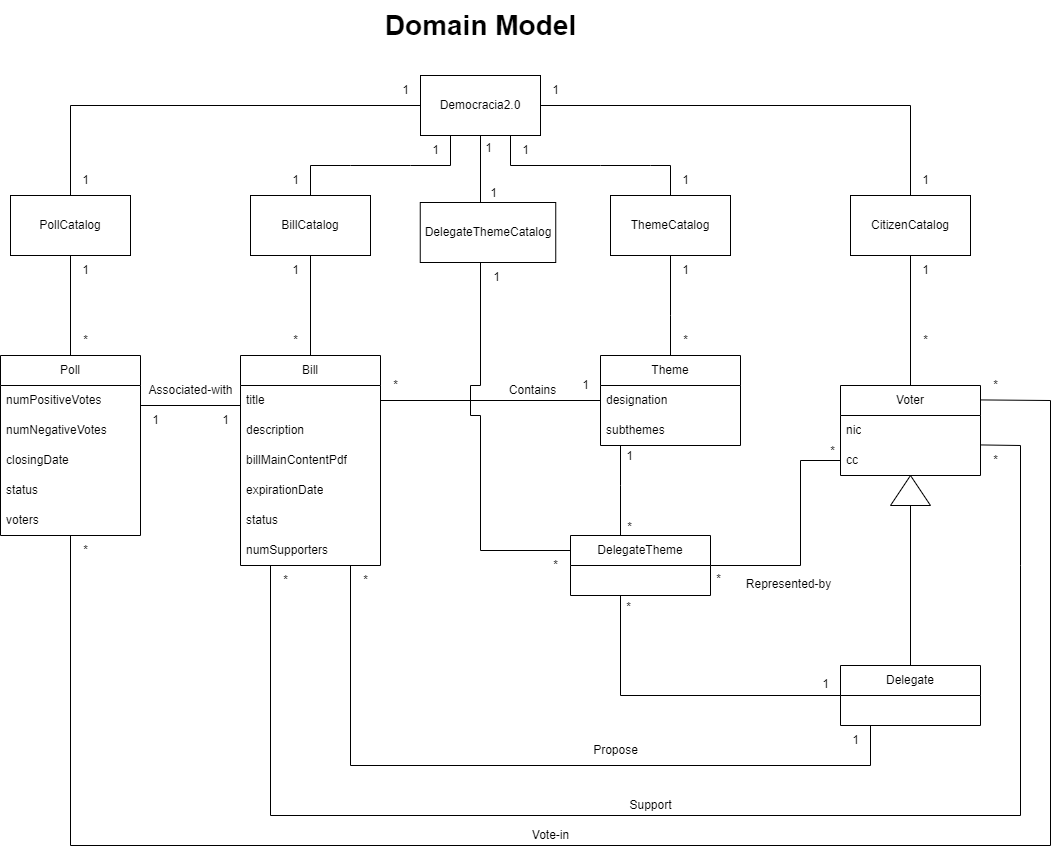 Domain Model
1
Democracia2.0
1
1
1
1
1
1
1
1
1
PollCatalog
BillCatalog
DelegateThemeCatalog
ThemeCatalog
CitizenCatalog
1
1
1
1
1
*
*
*
*
Poll
Bill
Theme
Associated-with
*
Contains
1
*
numPositiveVotes
title
designation
Voter
1
1
numNegativeVotes
description
subthemes
nic
closingDate
billMainContentPdf
1
*
cc
*
status
expirationDate
voters
status
*
*
numSupporters
DelegateTheme
*
*
*
*
*
Represented-by
*
1
Delegate
1
Propose
Support
Vote-in